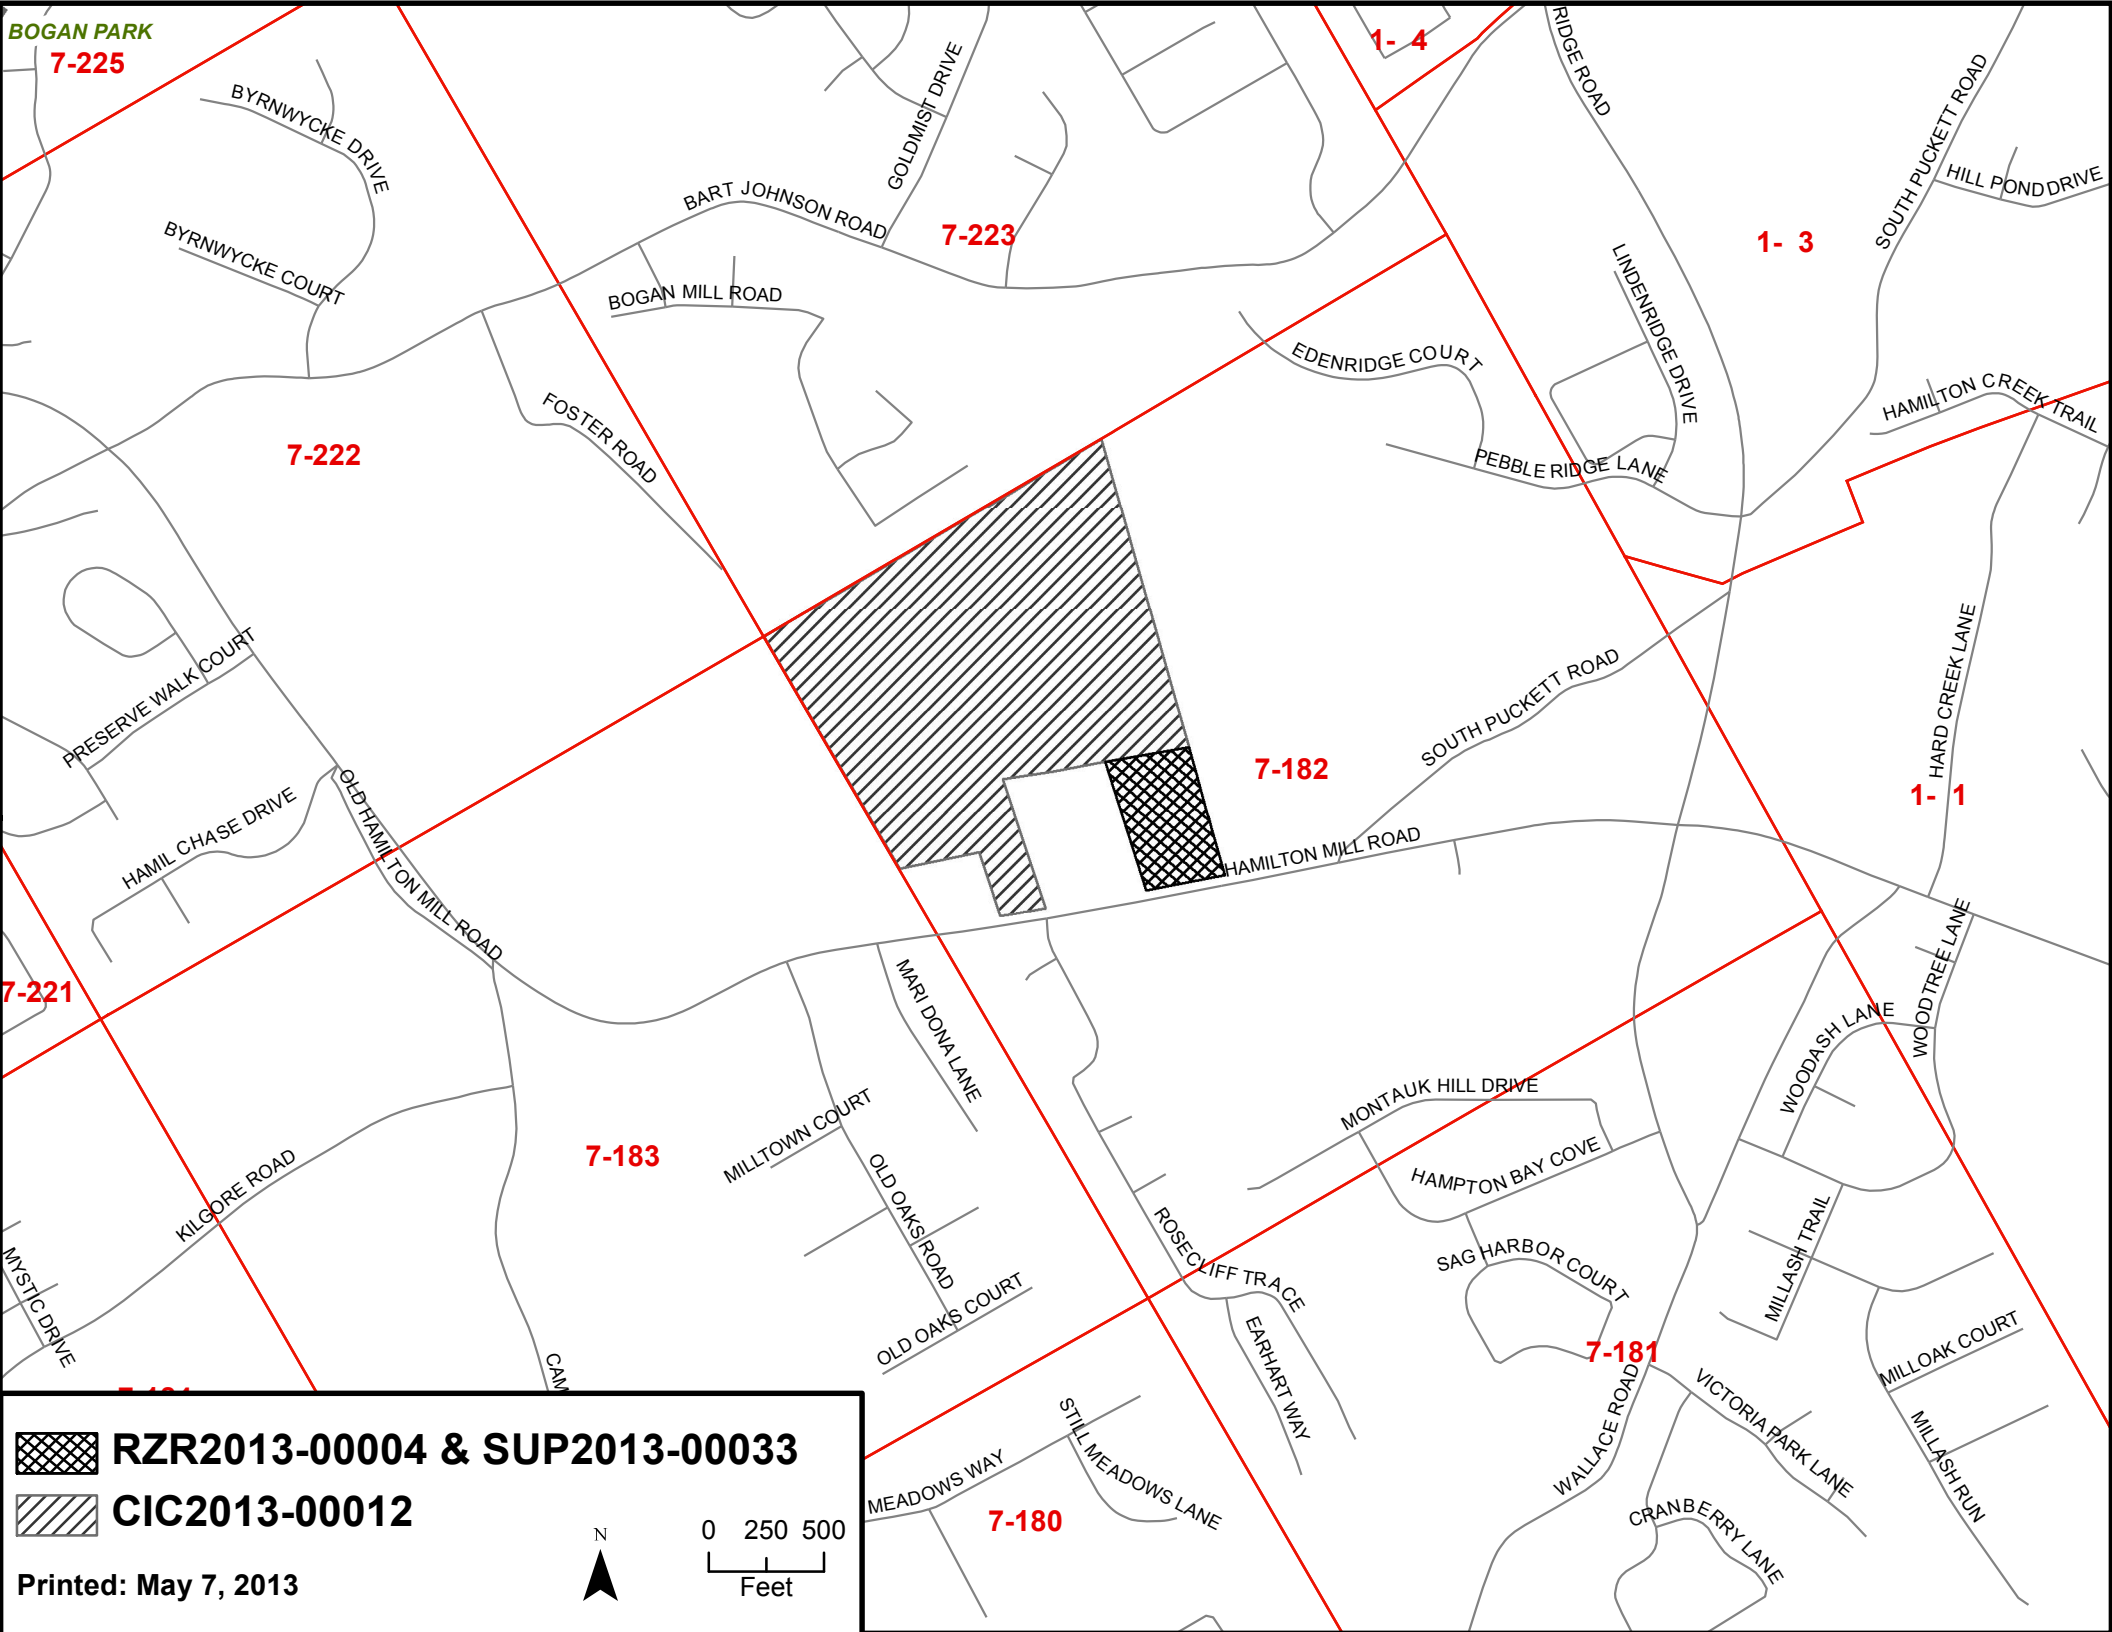 BOGAN PARK
7-225
1- 4
RIDGE ROAD
BYRNWYCKE DRIVE
GOLDMIST DRIVE
SOUTH PUCKETT ROAD
HILL POND DRIVE
BART JOHNSON ROAD
7-223
1- 3
BYRNWYCKE COURT
BOGAN MILL ROAD
LINDENRIDGE DRIVE
EDENRIDGE COURT
HAMILTON CREEK TRAIL
FOSTER ROAD
7-222
PEBBLE RIDGE LANE
PRESERVE WALK COURT
SOUTH PUCKETT ROAD
HARD CREEK LANE
7-182
1- 1
HAMIL CHASE DRIVE
OLD HAMILTON MILL ROAD
HAMILTON MILL ROAD
7-221
MARI DONA LANE
WOODTREE LANE
WOODASH LANE
MONTAUK HILL DRIVE
MILLTOWN COURT
7-183
KILGORE ROAD
OLD OAKS ROAD
HAMPTON BAY COVE
ROSECLIFF TRACE
SAG HARBOR COURT
MILLASH TRAIL
MYSTIC DRIVE
OLD OAKS COURT
EARHART WAY
7-181
MILLOAK COURT
CAM
WALLACE ROAD
VICTORIA PARK LANE
STILL MEADOWS LANE
MILLASH RUN
MEADOWS WAY
7-180
CRANBERRY LANE
RZR2013-00004 & SUP2013-00033
CIC2013-00012
N
0 250 500
Feet
Printed: May 7, 2013